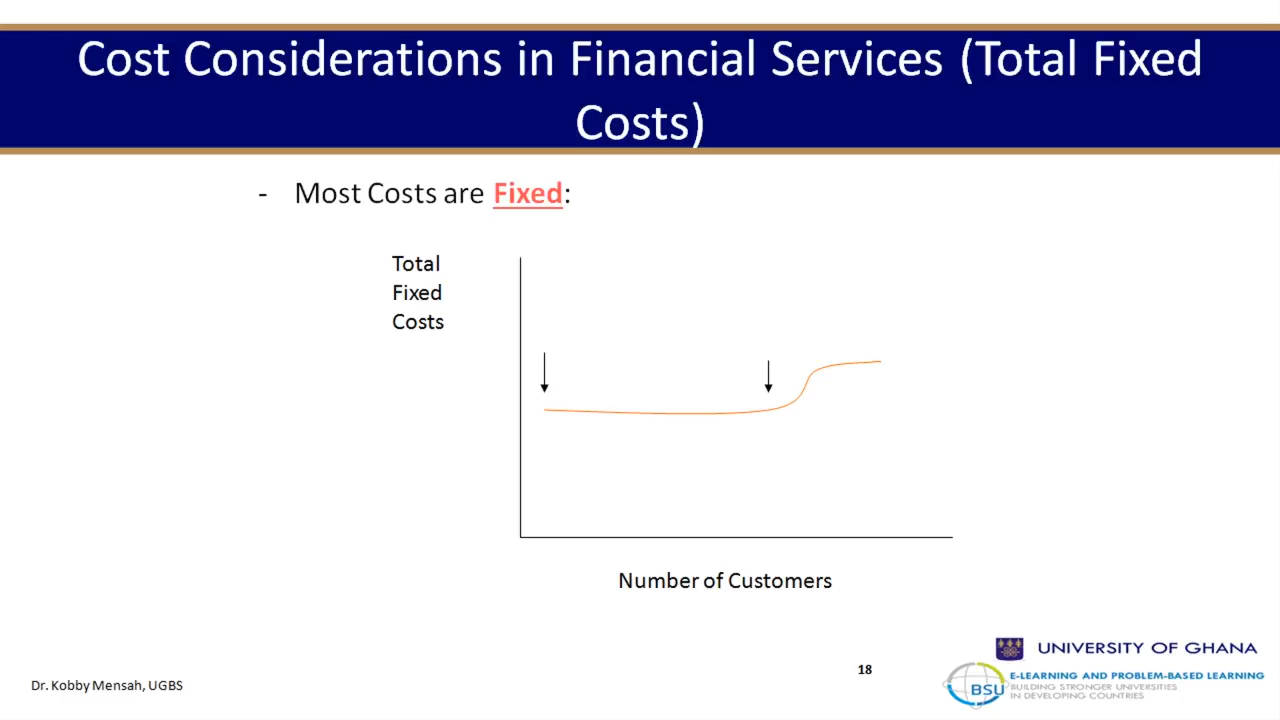 Cost Considerations in Financial Services (Total Fixed
Costs)
- Most Costs are Fixed:
Total
Fixed
Costs
Number of Customers
18
Dr. Kobby Mensah, UGBS
UNIVERSITY OF GHANA
BSU
E-LEARNING AND PROBLEM-BASED LEARNING
BUILDING STRONGER UNIVERSITIES
IN DEVELOPING COUNTRIES